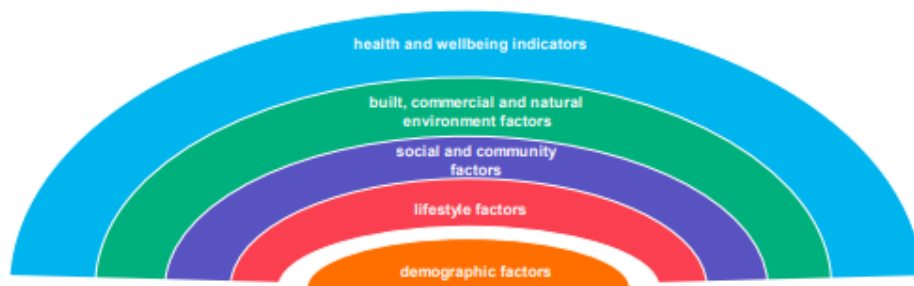 health and wellbeing indicators
built, commercial and natural
environment factors
social and community
factors
lifestyle factors
demographic factors